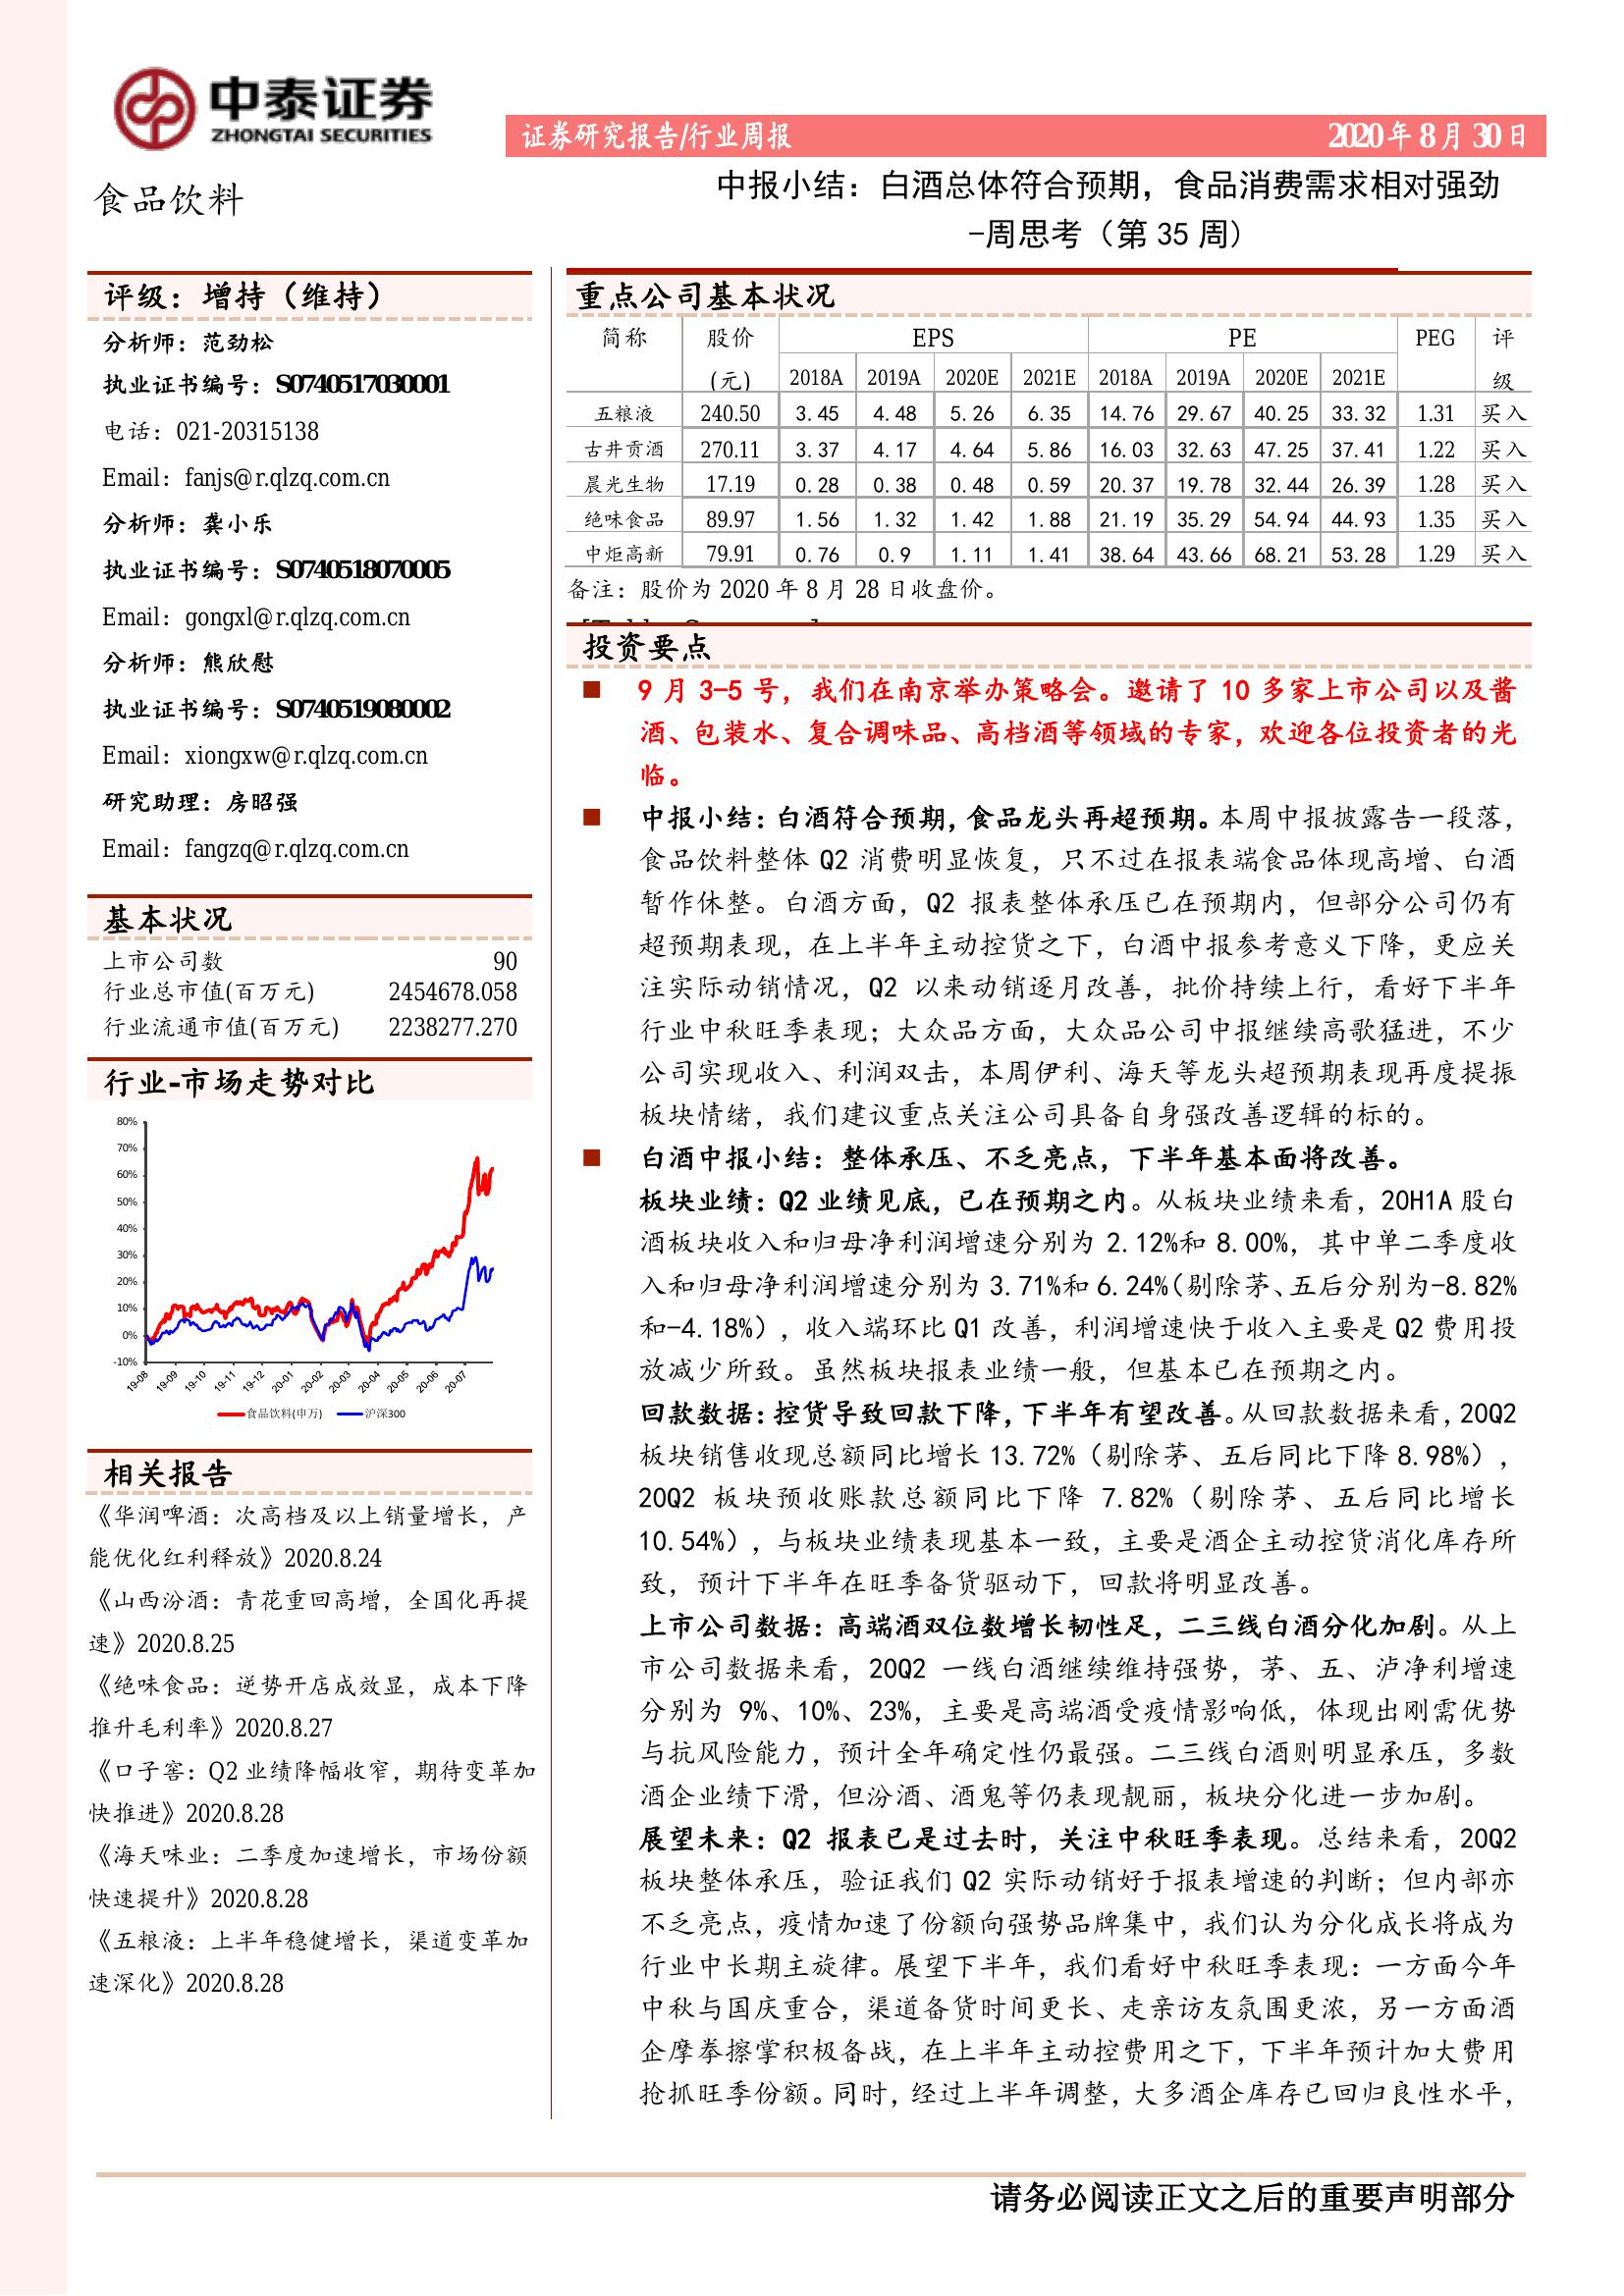 中泰证券
ZHONGTAI SECURITIES
证券研究报告/行业周报
2020年8月30日
食品饮料
中报小结：白酒总体符合预期，食品消费需求相对强劲
-周思考（第 35 周）
评级：增持（维持）
分析师：范劲松
执业证书编号：S0740517030001
电话：021-20315138
Email：fanjs@r.qlzq.com.cn
分析师：龚小乐
执业证书编号：S0740518070005
Email：gongxl@r.qlzq.com.cn
分析师：熊欣慰
执业证书编号：S0740519080002
Email：xiongxw@r.qlzq.com.cn
研究助理：房昭强
Email：fangzq@r.qlzq.com.cn
基本状况
上市公司数 90
行业总市值(百万元) 2454678.058
行业流通市值(百万元) 2238277.270
行业-市场走势对比
80%
70%
60%
50%
40%
30%
20%
10%
0%
-10%
19-08 19-09 19-10 19-11 19-12 20-01 20-02 20-03 20-04 20-05 20-06 20-07
食品饮料(申万) 沪深300
相关报告
《华润啤酒：次高档及以上销量增长，产
能优化红利释放》2020.8.24
《山西汾酒：青花重回高增，全国化再提
速》2020.8.25
《绝味食品：逆势开店成效显，成本下降
推升毛利率》2020.8.27
《口子窖：Q2 业绩降幅收窄，期待变革加
快推进》2020.8.28
《海天味业：二季度加速增长，市场份额
快速提升》2020.8.28
《五粮液：上半年稳健增长，渠道变革加
速深化》2020.8.28
重点公司基本状况
简称 股价 EPS PE PEG 评
(元) 2018A 2019A 2020E 2021E 2018A 2019A 2020E 2021E 级
五粮液 240.50 3.45 4.48 5.26 6.35 14.76 29.67 40.25 33.32 1.31 买入
古井贡酒 270.11 3.37 4.17 4.64 5.86 16.03 32.63 47.25 37.41 1.22 买入
晨光生物 17.19 0.28 0.38 0.48 0.59 20.37 19.78 32.44 26.39 1.28 买入
绝味食品 89.97 1.56 1.32 1.42 1.88 21.19 35.29 54.94 44.93 1.35 买入
中炬高新 79.91 0.76 0.9 1.11 1.41 38.64 43.66 68.21 53.28 1.29 买入
备注：股价为 2020 年 8 月 28 日收盘价。
投资要点
■ 9 月 3-5 号，我们在南京举办策略会。邀请了 10 多家上市公司以及酱
酒、包装水、复合调味品、高档酒等领域的专家，欢迎各位投资者的光
临。
■ 中报小结：白酒符合预期，食品龙头再超预期。本周中报披露告一段落，
食品饮料整体 Q2 消费明显恢复，只不过在报表端食品体现高增、白酒
暂作休整。白酒方面，Q2 报表整体承压已在预期内，但部分公司仍有
超预期表现，在上半年主动控货之下，白酒中报参考意义下降，更应关
注实际动销情况，Q2 以来动销逐月改善，批价持续上行，看好下半年
行业中秋旺季表现；大众品方面，大众品公司中报继续高歌猛进，不少
公司实现收入、利润双击，本周伊利、海天等龙头超预期表现再度提振
板块情绪，我们建议重点关注公司具备自身强改善逻辑的标的。
■ 白酒中报小结：整体承压、不乏亮点，下半年基本面将改善。
板块业绩：Q2 业绩见底，已在预期之内。从板块业绩来看，20H1A 股白
酒板块收入和归母净利润增速分别为 2.12%和 8.00%，其中单二季度收
入和归母净利润增速分别为 3.71%和 6.24%（剔除茅、五后分别为-8.82%
和-4.18%），收入端环比 Q1 改善，利润增速快于收入主要是 Q2 费用投
放减少所致。虽然板块报表业绩一般，但基本已在预期之内。
回款数据：控货导致回款下降，下半年有望改善。从回款数据来看，20Q2
板块销售收现总额同比增长 13.72%（剔除茅、五后同比下降 8.98%），
20Q2 板块预收账款总额同比下降 7.82%（剔除茅、五后同比增长
10.54%），与板块业绩表现基本一致，主要是酒企主动控货消化库存所
致，预计下半年在旺季备货驱动下，回款将明显改善。
上市公司数据：高端酒双位数增长韧性足，二三线白酒分化加剧。从上
市公司数据来看，20Q2 一线白酒继续维持强势，茅、五、泸净利增速
分别为 9%、10%、23%，主要是高端酒受疫情影响低，体现出刚需优势
与抗风险能力，预计全年确定性仍最强。二三线白酒则明显承压，多数
酒企业绩下滑，但汾酒、酒鬼等仍表现靓丽，板块分化进一步加剧。
展望未来：Q2 报表已是过去时，关注中秋旺季表现。总结来看，20Q2
板块整体承压，验证我们 Q2 实际动销好于报表增速的判断；但内部亦
不乏亮点，疫情加速了份额向强势品牌集中，我们认为分化成长将成为
行业中长期主旋律。展望下半年，我们看好中秋旺季表现：一方面今年
中秋与国庆重合，渠道备货时间更长、走亲访友氛围更浓，另一方面酒
企摩拳擦掌积极备战，在上半年主动控费用之下，下半年预计加大费用
抢抓旺季份额。同时，经过上半年调整，大多酒企库存已回归良性水平，
请务必阅读正文之后的重要声明部分